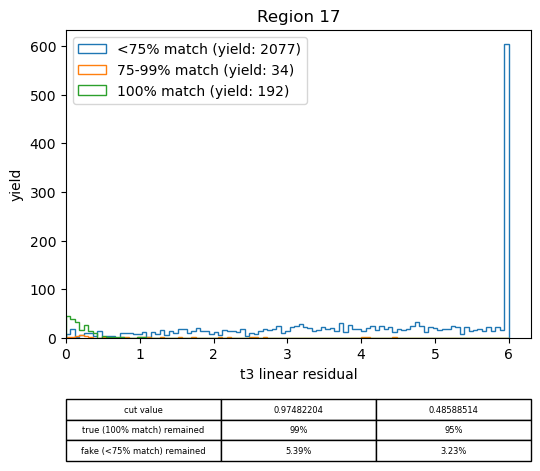 Region 17
<75% match (yield: 2077)
75-99% match (yield: 34)
100% match (yield: 192)
600
500
400
300
200
100
0
yield
0 1 2 3 4 5 6
t3 linear residual
cut value 0.97482204 0.48588514
true (100% match) remained 99% 95%
fake (<75% match) remained 5.39% 3.23%